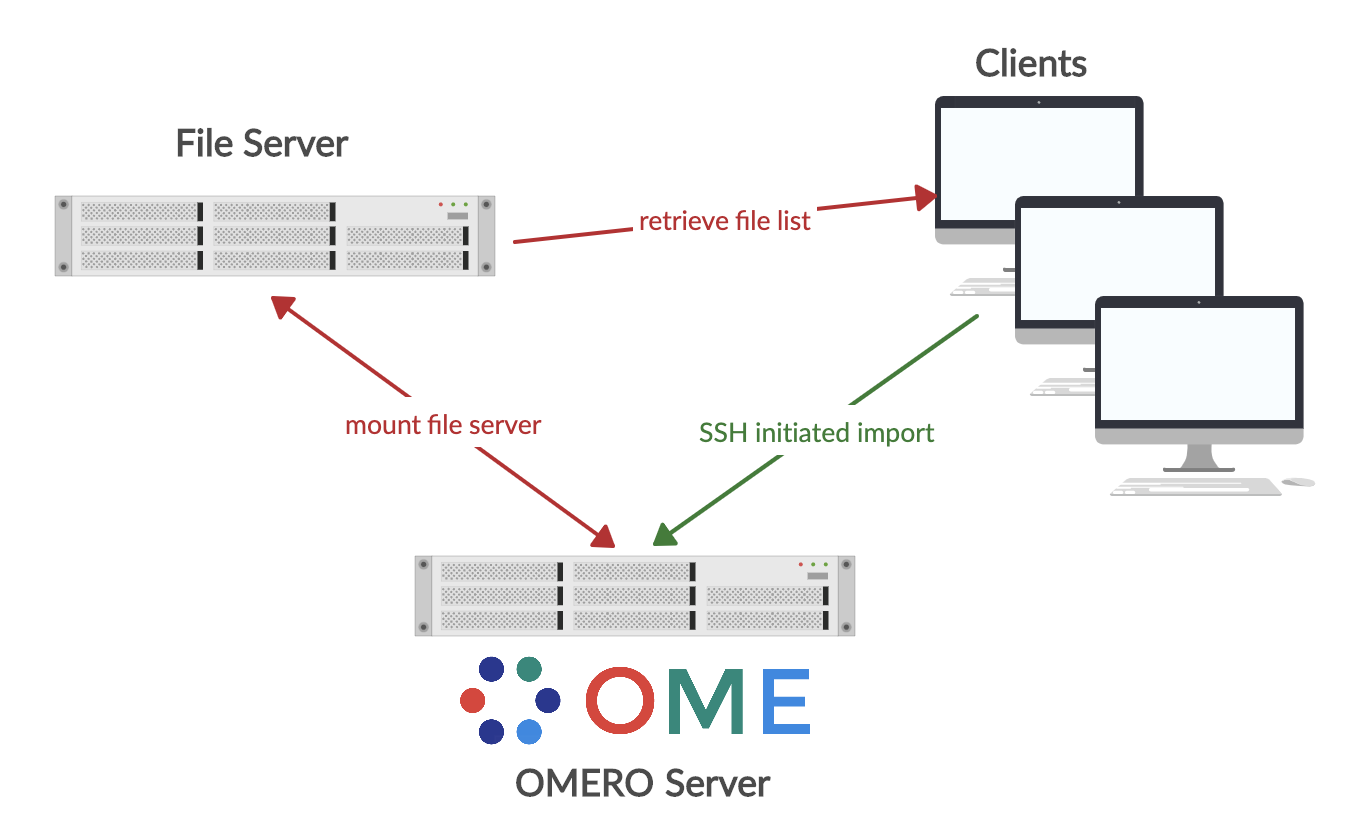 Clients
File Server
retrieve file list
mount file server
SSH initiated import
OME
OMERO Server